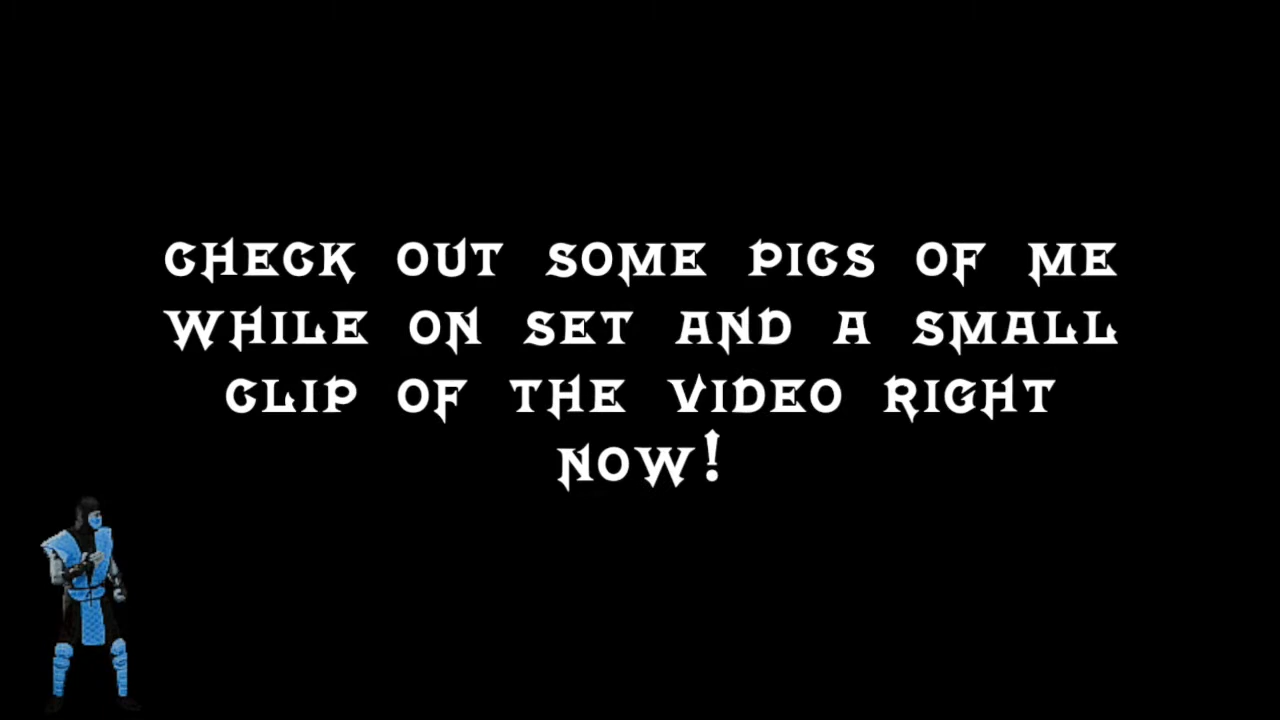 CHECK OUT SOME PICS OF ME
WHILE ON SET AND A SMALL
CLIP OF THE VIDEO RIGHT
NOW!